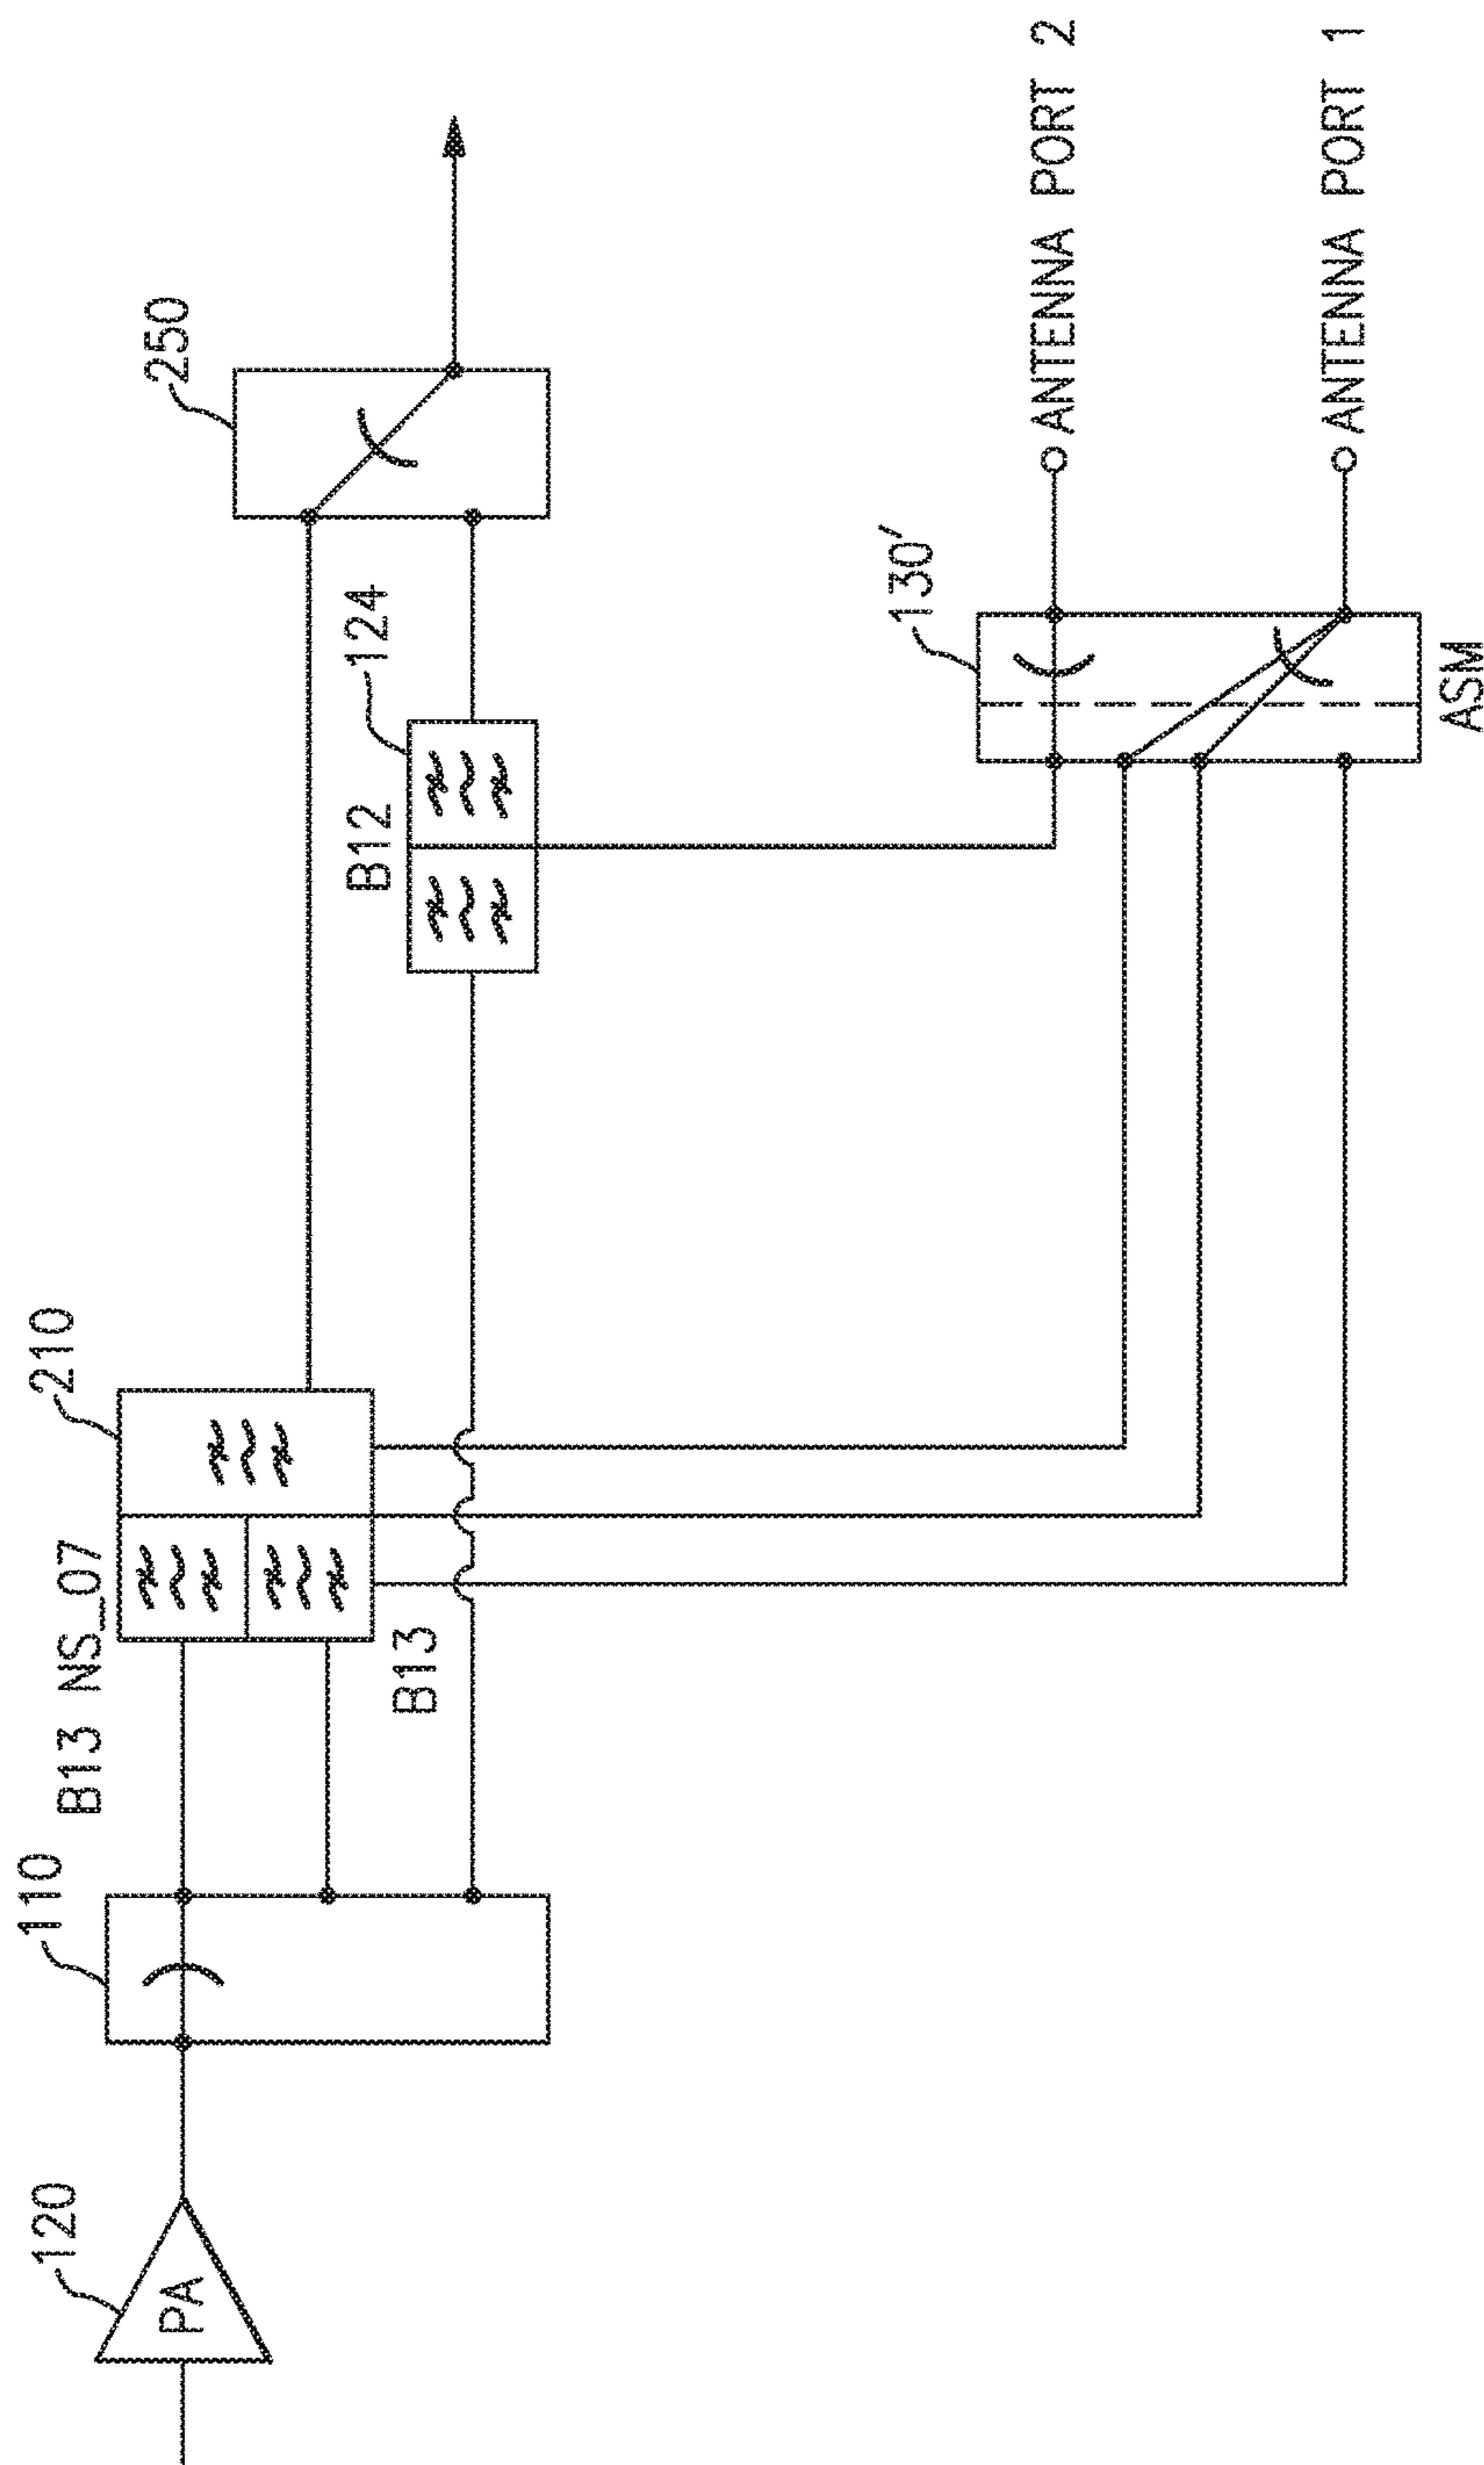 120
PA
110
B13 NS_07
210
B13
B12
124
250
130'
ASM
ANTENNA PORT 2
ANTENNA PORT 1